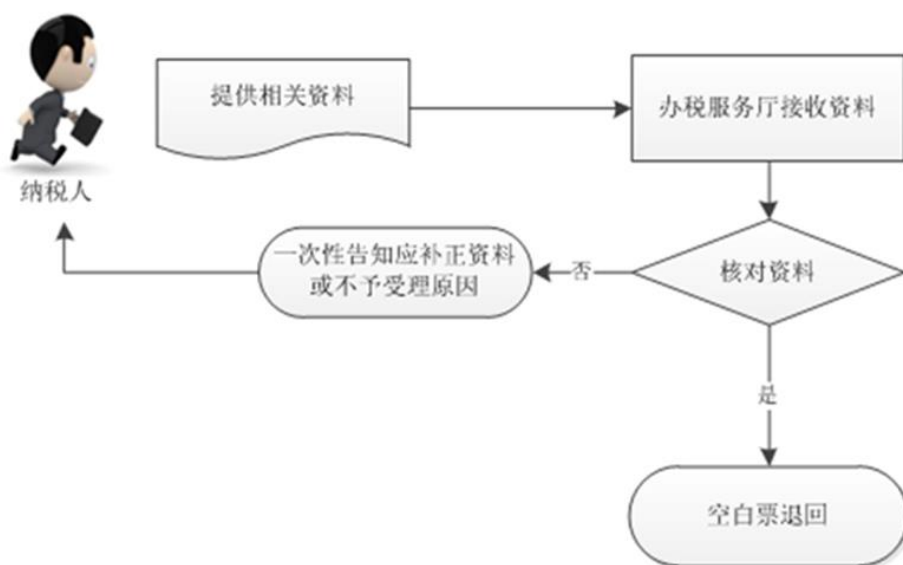 提供相关资料
办税服务厅接收资料
纳税人
一次性告知应补正资料
或不予受理原因
否
核对资料
是
空白票退回